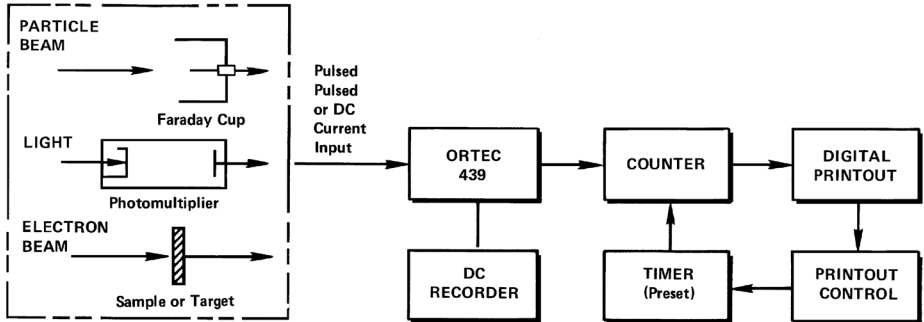 PARTICLE
BEAM
Faraday Cup
LIGHT
Photomultiplier
ELECTRON
BEAM
Sample or Target
Pulsed
Pulsed
or DC
Current
Input
ORTEC
439
DC
RECORDER
COUNTER
TIMER
(Preset)
DIGITAL
PRINTOUT
PRINTOUT
CONTROL